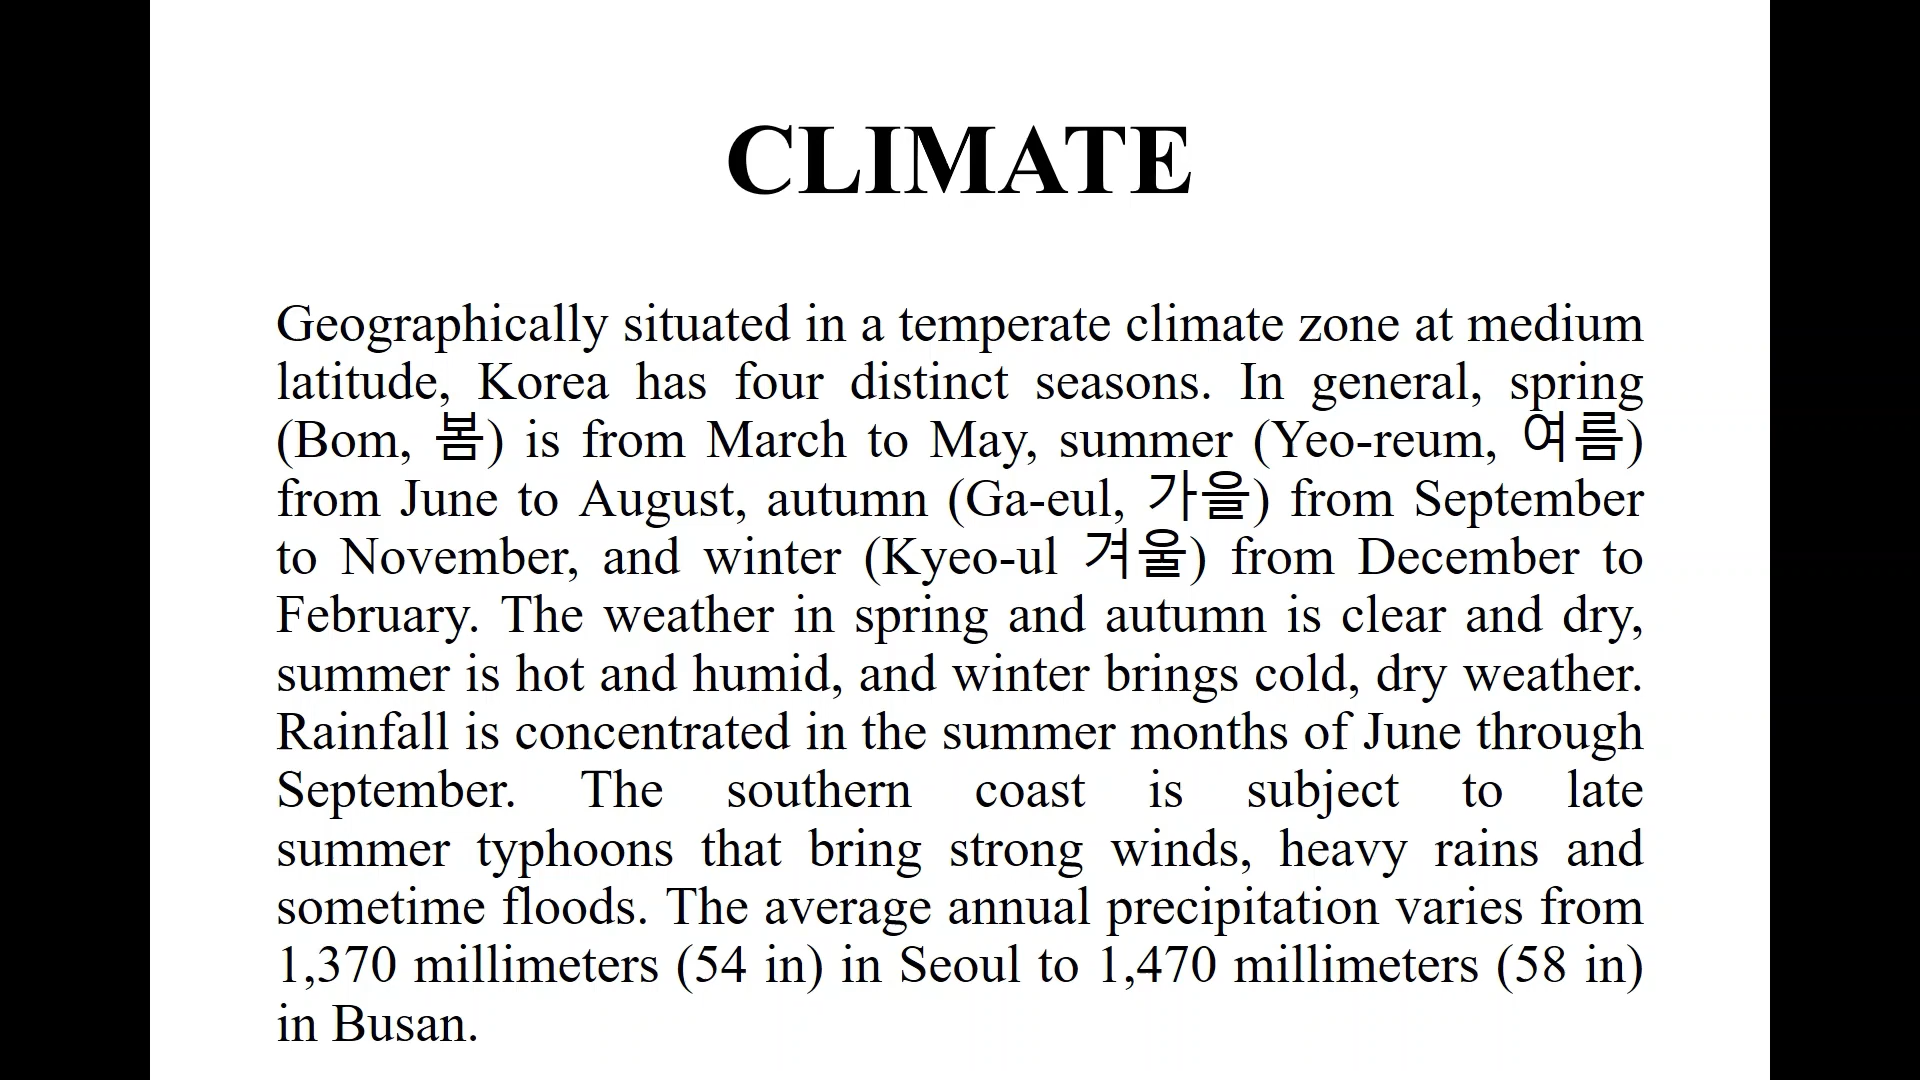 CLIMATE
Geographically situated in a temperate climate zone at medium
latitude, Korea has four distinct seasons. In general, spring
(Bom, 봄) is from March to May, summer (Yeo-reum, 여름)
from June to August, autumn (Ga-eul, 가을) from September
to November, and winter (Kyeo-ul 겨울) from December to
February. The weather in spring and autumn is clear and dry,
summer is hot and humid, and winter brings cold, dry weather.
Rainfall is concentrated in the summer months of June through
September. The southern coast is subject to late
summer typhoons that bring strong winds, heavy rains and
sometime floods. The average annual precipitation varies from
1,370 millimeters (54 in) in Seoul to 1,470 millimeters (58 in)
in Busan.